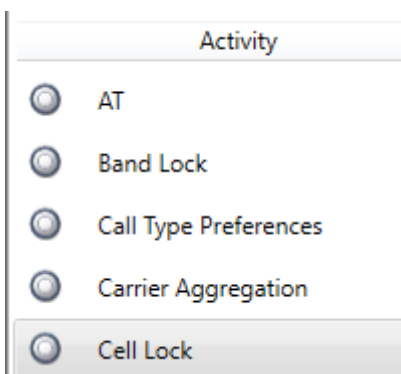 Activity
AT
Band Lock
Call Type Preferences
Carrier Aggregation
Cell Lock